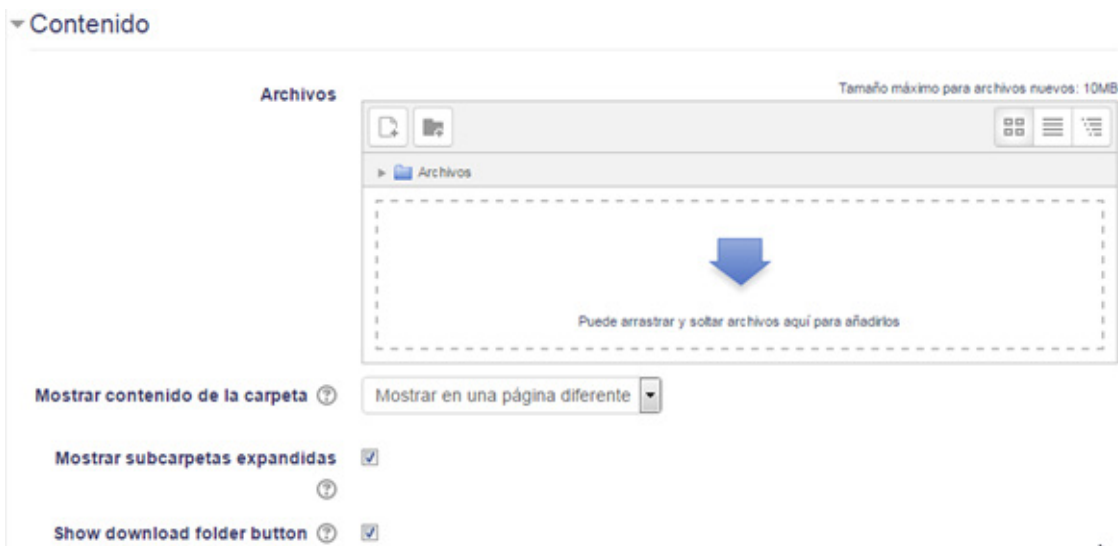 Contenido
Archivos
Tamaño máximo para archivos nuevos: 10MB
Archivos
Puede arrastrar y soltar archivos aquí para añadirlos
Mostrar contenido de la carpeta
Mostrar en una página diferente
Mostrar subcarpetas expandidas
Show download folder button